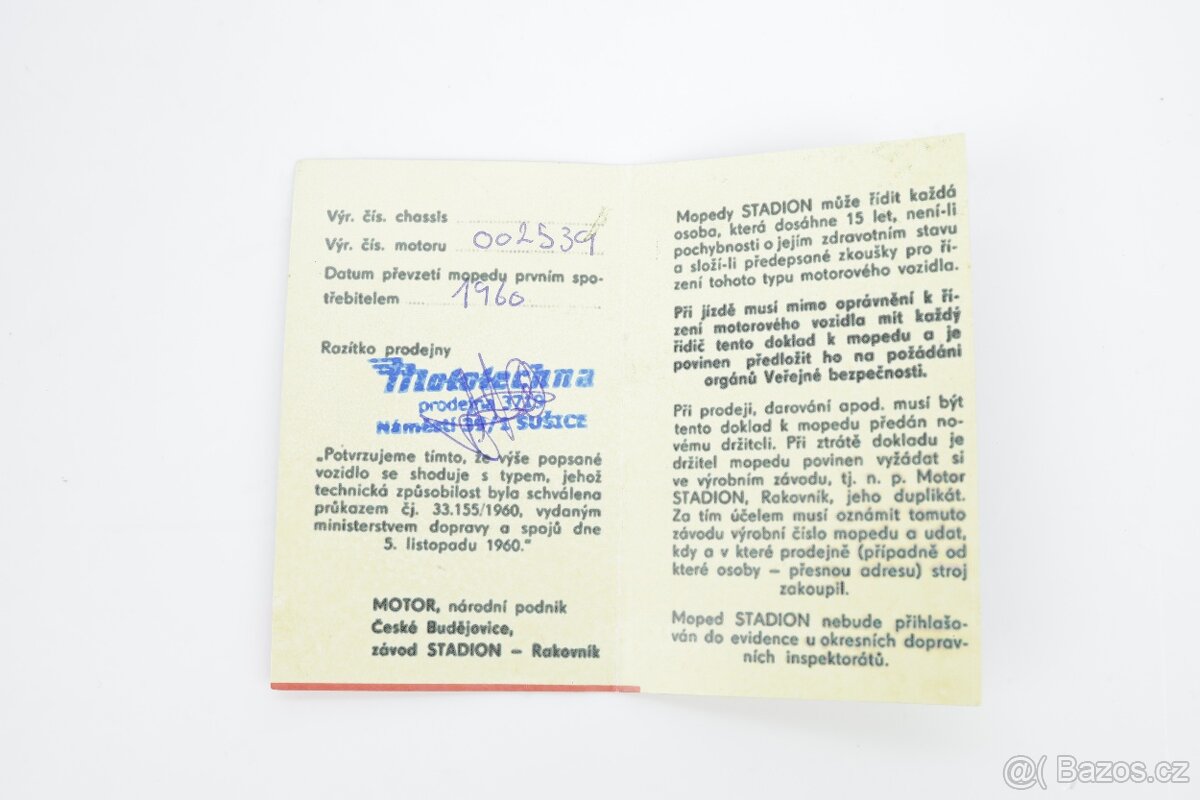 Výr. čís. chassis
Výr. čís. motoru 002539
Datum převzetí mopedu prvním spo-
třebitelem 1960
Razítko prodejny
Mototechna
prodejna 3719
Náměstí 39/I SUŠICE
„Potvrzujeme tímto, že výše popsané
vozidlo se shoduje s typem, jehož
technická způsobilost byla schválena
průkazem čj. 33.155/1960, vydaným
ministerstvem dopravy a spojů dne
5. listopadu 1960.“
MOTOR, národní podnik
České Budějovice,
závod STADION – Rakovník
Mopedy STADION může řídit každá
osoba, která dosáhne 15 let, není-li
pochybnosti o jejím zdravotním stavu
a složí-li předepsané zkoušky pro ří-
zení tohoto typu motorového vozidla.
Při jízdě musí mimo oprávnění k ří-
zení motorového vozidla mít každý
řidič tento doklad k mopedu a je
povinen předložit ho na požádání
orgánů Veřejné bezpečnosti.
Při prodeji, darování apod. musí být
tento doklad k mopedu předán no-
vému držiteli. Při ztrátě dokladu je
držitel mopedu povinen vyžádat si
ve výrobním závodu, tj. n. p. Motor
STADION, Rakovník, jeho duplikát.
Za tím účelem musí oznámit tomuto
závodu výrobní číslo mopedu a udat,
kdy a v které prodejně (případně od
které osoby – přesnou adresu) stroj
zakoupil.
Moped STADION nebude přihlašo-
ván do evidence u okresních doprav-
ních inspektorátů.
@( Bazos.cz